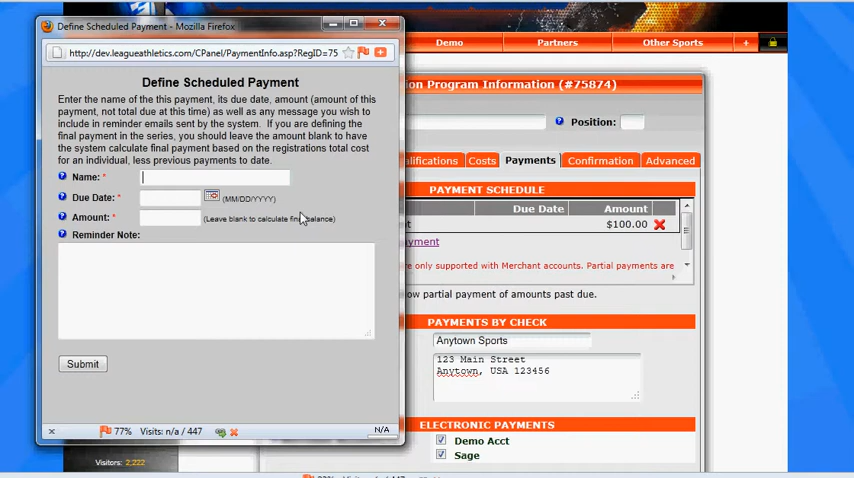 Define Scheduled Payment - Mozilla Firefox
http://dev.leagueathletics.com/CPanel/PaymentInfo.asp?RegID=75
Define Scheduled Payment
Enter the name of the this payment, its due date, amount (amount of this
payment, not total due at this time) as well as any message you wish to
include in reminder emails sent by the system. If you are defining the
final payment in the series, you should leave the amount blank to have
the system calculate final payment based on the registrations total cost
for an individual, less previous payments to date.
Name: *
Due Date: * (MM/DD/YYYY)
Amount: * (Leave blank to calculate final balance)
Reminder Note:
Submit
77% Visits: n/a / 447 N/A
Demo Partners Other Sports +
tion Program Information (#75874)
Position:
alifications Costs Payments Confirmation Advanced
PAYMENT SCHEDULE
Due Date Amount
$100.00
ayment
re only supported with Merchant accounts. Partial payments are
ow partial payment of amounts past due.
PAYMENTS BY CHECK
Anytown Sports
123 Main Street
Anytown, USA 123456
ELECTRONIC PAYMENTS
Demo Acct
Sage
Visitors: 2,222